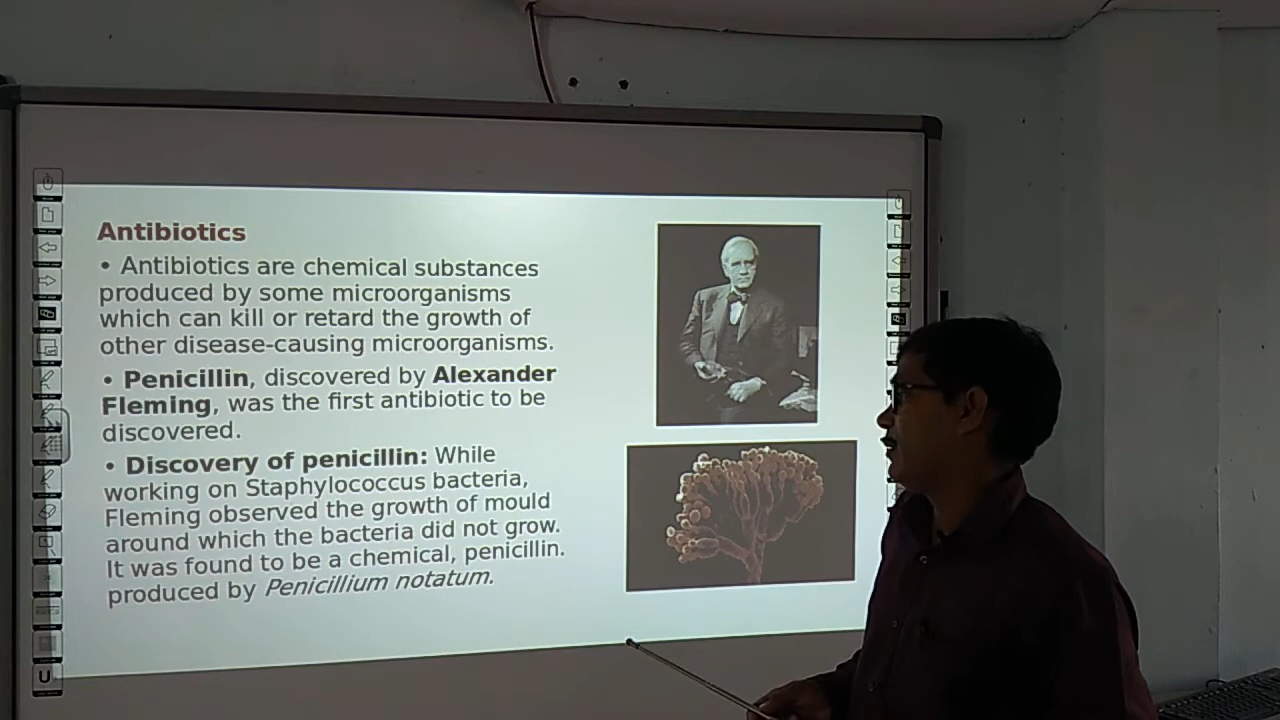 Antibiotics
• Antibiotics are chemical substances
produced by some microorganisms
which can kill or retard the growth of
other disease-causing microorganisms.
• Penicillin, discovered by Alexander
Fleming, was the first antibiotic to be
discovered.
• Discovery of penicillin: While
working on Staphylococcus bacteria,
Fleming observed the growth of mould
around which the bacteria did not grow.
It was found to be a chemical, penicillin.
produced by Penicillium notatum.
U